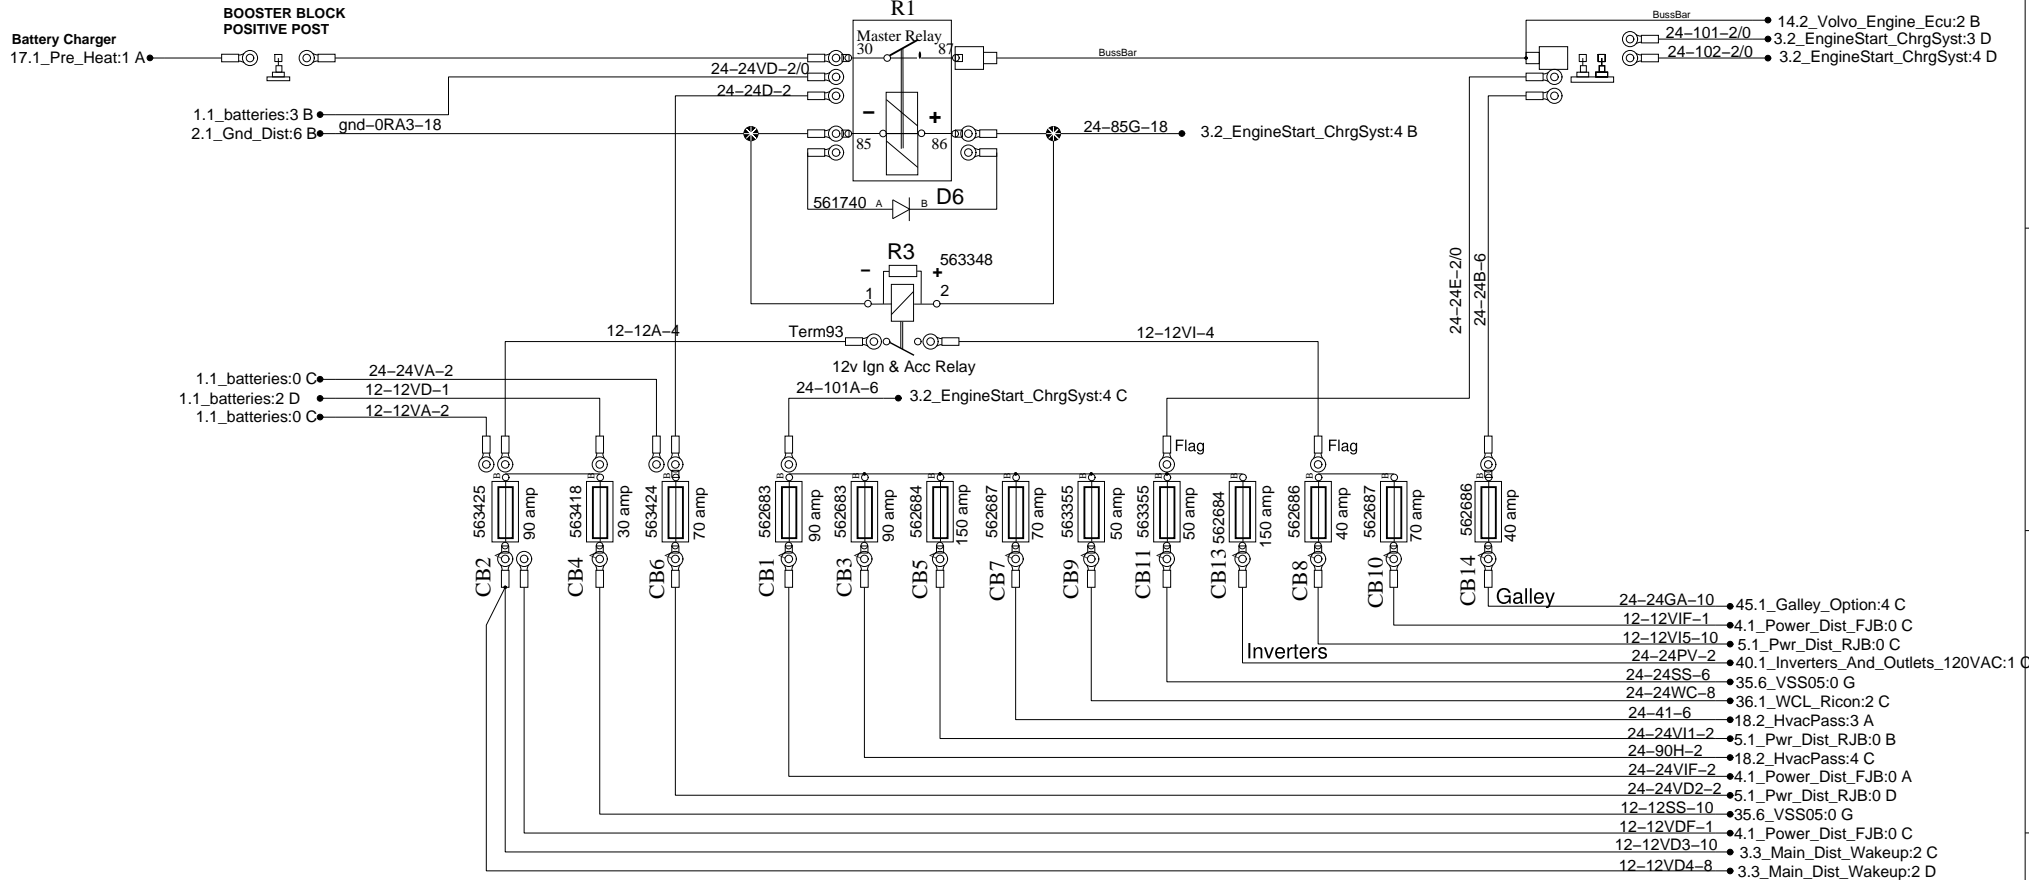 R1
BOOSTER BLOCK
POSITIVE POST
Battery Charger
17.1_Pre_Heat:1 A
Master Relay
30
87
BussBar
BussBar
14.2_Volvo_Engine_Ecu:2 B
24-101-2/0
3.2_EngineStart_ChrgSyst:3 D
24-102-2/0
3.2_EngineStart_ChrgSyst:4 D
24-24VD-2/0
24-24D-2
1.1_batteries:3 B
2.1_Gnd_Dist:6 B
gnd-0RA3-18
-
+
85
86
24-85G-18
3.2_EngineStart_ChrgSyst:4 B
561740
A
B
D6
R3
-
+
563348
1
2
24-24E-2/0
24-24B-6
12-12A-4
Term93
12-12VI-4
12v Ign & Acc Relay
1.1_batteries:0 C
24-24VA-2
1.1_batteries:2 D
12-12VD-1
1.1_batteries:0 C
12-12VA-2
24-101A-6
3.2_EngineStart_ChrgSyst:4 C
Flag
Flag
B
B
B
B
B
B
B
B
B
B
B
B
B
563425
90 amp
563418
30 amp
563424
70 amp
562683
90 amp
562683
90 amp
562684
150 amp
562687
70 amp
563355
50 amp
563355
50 amp
562684
150 amp
562686
40 amp
562687
70 amp
562686
40 amp
CB2
CB4
CB6
CB1
CB3
CB5
CB7
CB9
CB11
CB13
CB8
CB10
CB14
Galley
24-24GA-10
45.1_Galley_Option:4 C
12-12VIF-1
4.1_Power_Dist_FJB:0 C
12-12VI5-10
5.1_Pwr_Dist_RJB:0 C
Inverters
24-24PV-2
40.1_Inverters_And_Outlets_120VAC:1 C
24-24SS-6
35.6_VSS05:0 G
24-24WC-8
36.1_WCL_Ricon:2 C
24-41-6
18.2_HvacPass:3 A
24-24VI1-2
5.1_Pwr_Dist_RJB:0 B
24-90H-2
18.2_HvacPass:4 C
24-24VIF-2
4.1_Power_Dist_FJB:0 A
24-24VD2-2
5.1_Pwr_Dist_RJB:0 D
12-12SS-10
35.6_VSS05:0 G
12-12VDF-1
4.1_Power_Dist_FJB:0 C
12-12VD3-10
3.3_Main_Dist_Wakeup:2 C
12-12VD4-8
3.3_Main_Dist_Wakeup:2 D